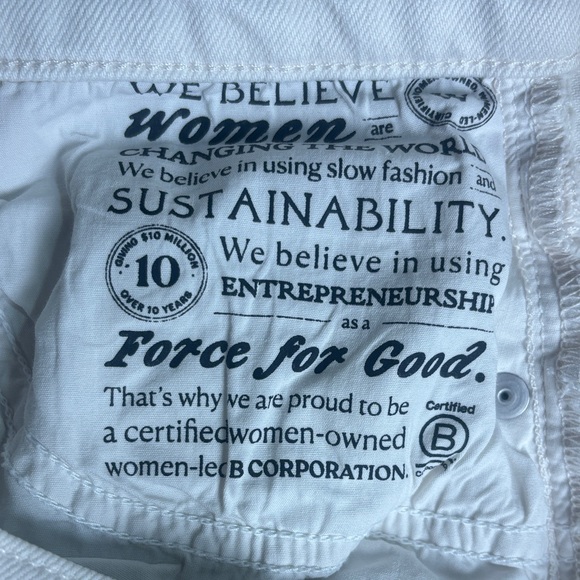 WE BELIEVE
Women are
CHANGING THE WORLD
We believe in using slow fashion and
SUSTAINABILITY.
GIVING $10 MILLION
10
OVER 10 YEARS
We believe in using
ENTREPRENEURSHIP
as a
Force for Good.
That's why we are proud to be
a certified women-owned
women-led B CORPORATION.
Certified
B
WOMEN-LED